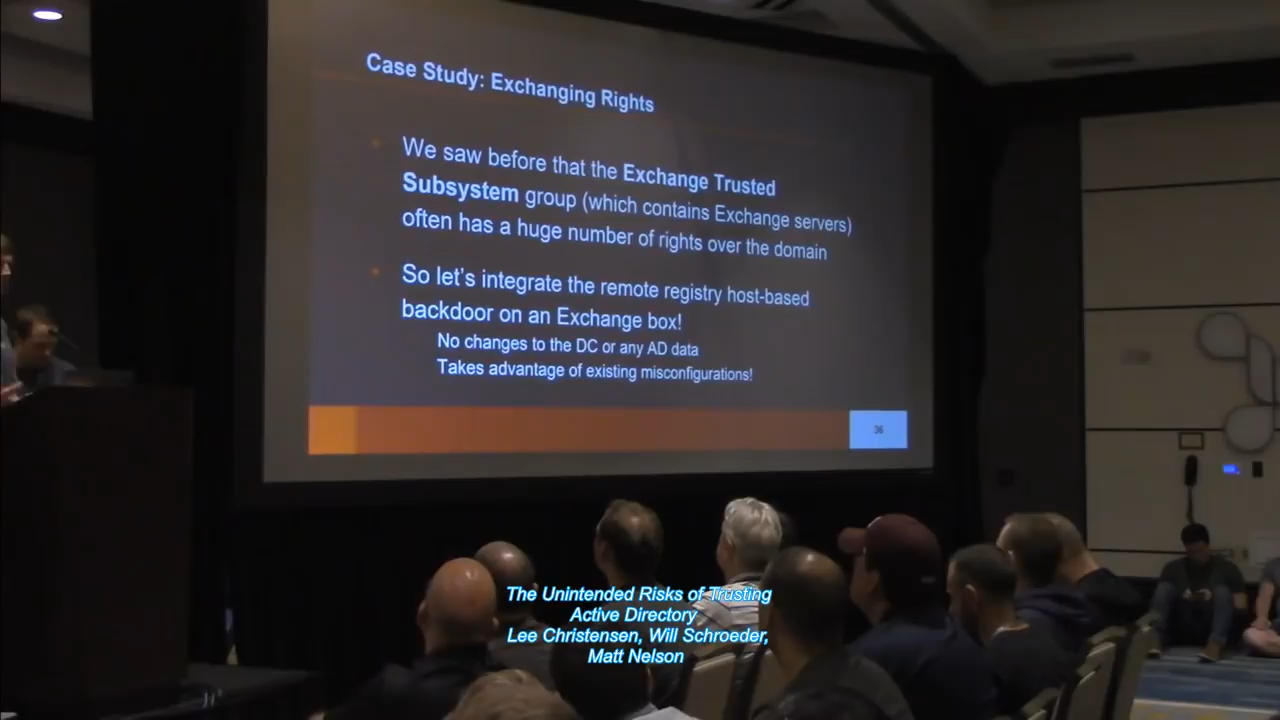 Case Study: Exchanging Rights
We saw before that the Exchange Trusted
Subsystem group (which contains Exchange servers)
often has a huge number of rights over the domain
So let's integrate the remote registry host-based
backdoor on an Exchange box!
No changes to the DC or any AD data
Takes advantage of existing misconfigurations!
36
The Unintended Risks of Trusting
Active Directory
Lee Christensen, Will Schroeder,
Matt Nelson